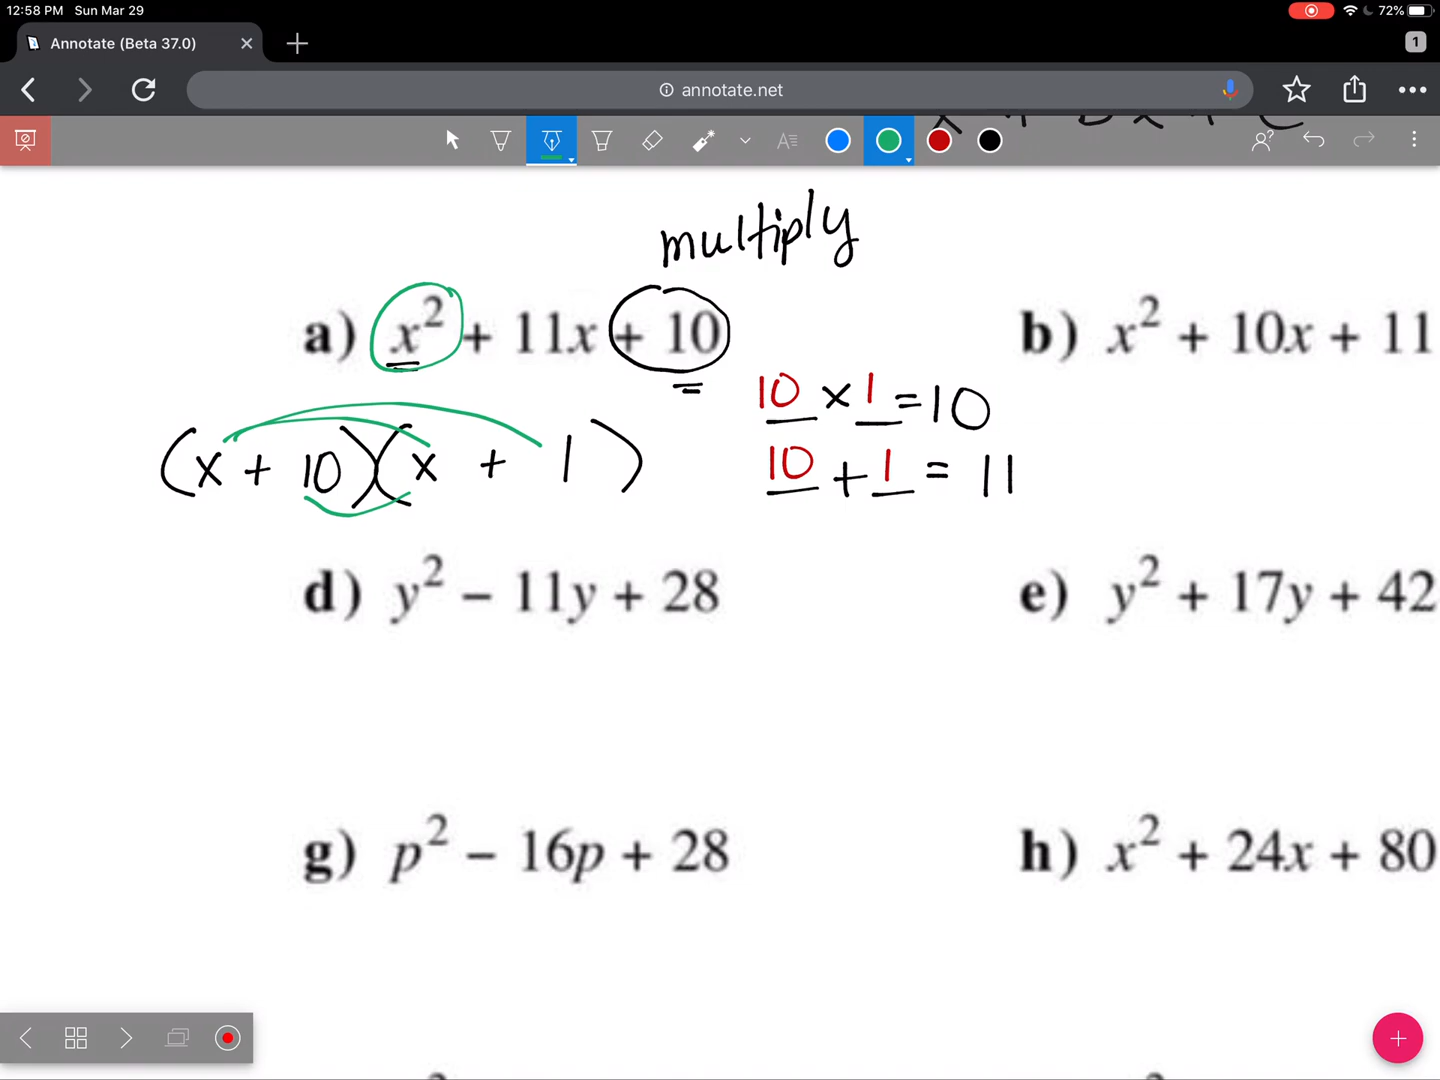 12:58 PM Sun Mar 29
72%
Annotate (Beta 37.0)
1
annotate.net
multiply
a) x² + 11x + 10
b) x² + 10x + 11
10 × 1 = 10
(x + 10)(x + 1)
10 + 1 = 11
d) y² − 11y + 28
e) y² + 17y + 42
g) p² − 16p + 28
h) x² + 24x + 80